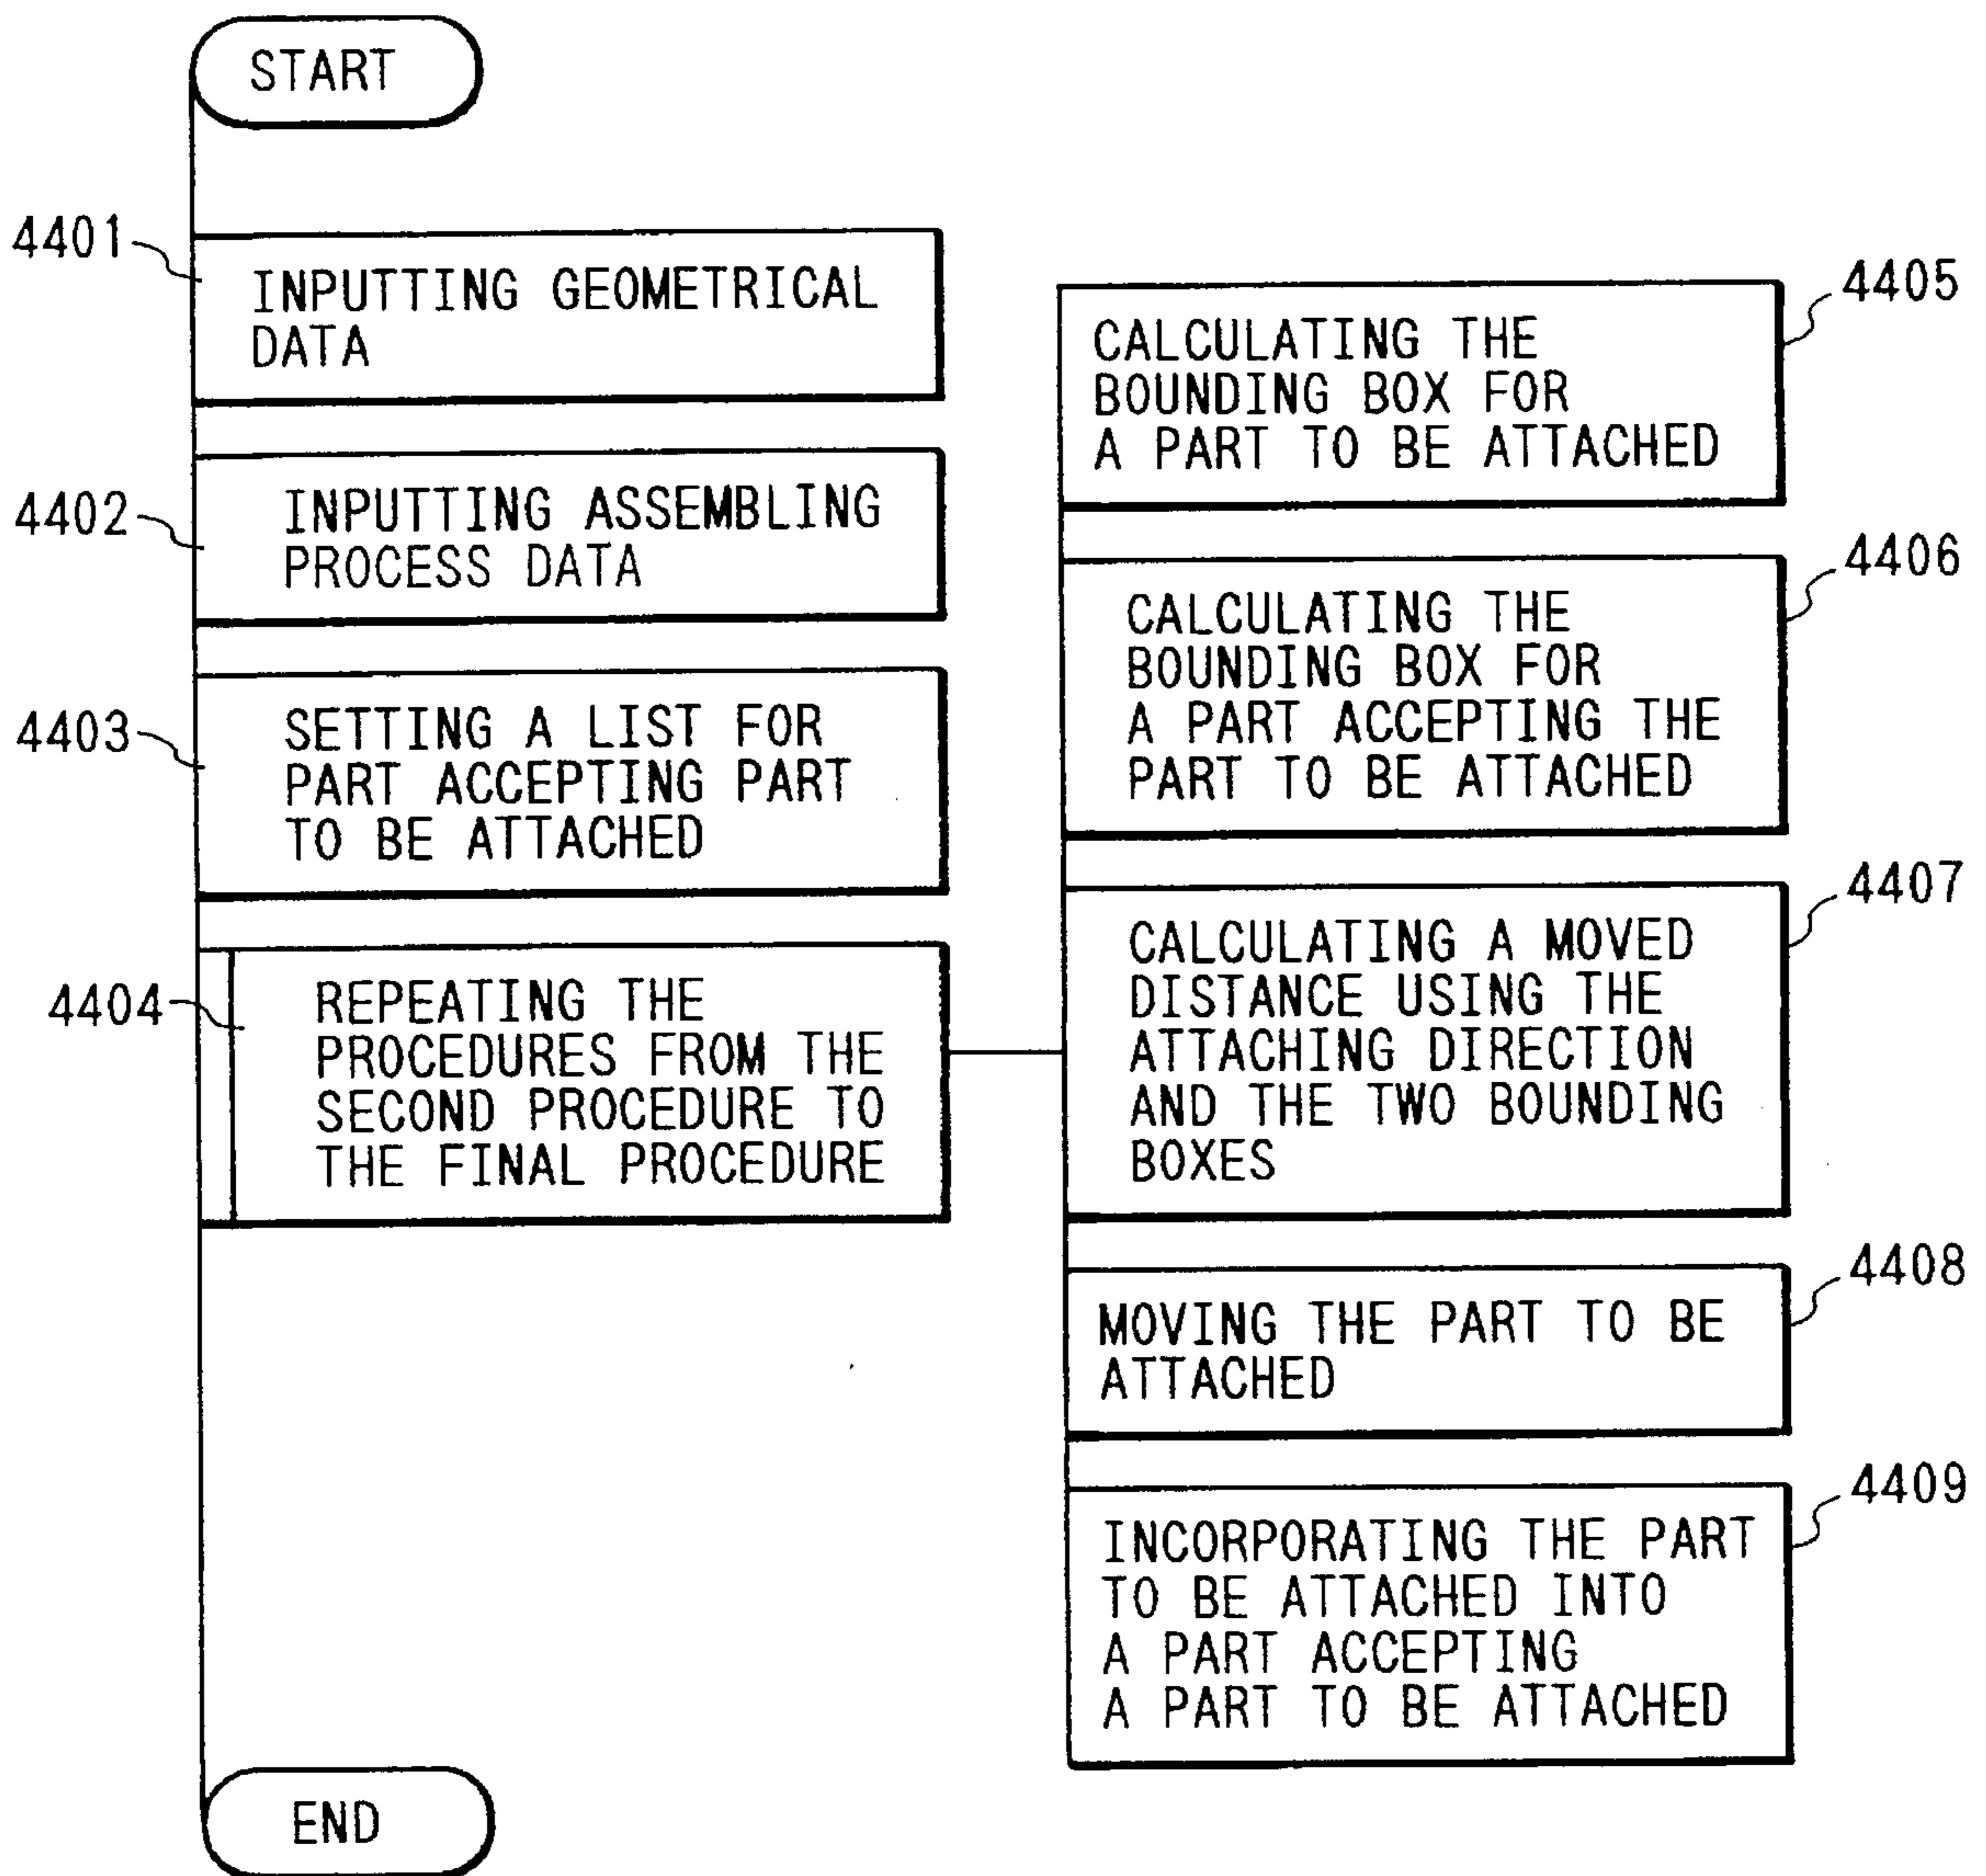 START
4401
INPUTTING GEOMETRICAL
DATA
4402
INPUTTING ASSEMBLING
PROCESS DATA
4403
SETTING A LIST FOR
PART ACCEPTING PART
TO BE ATTACHED
4404
REPEATING THE
PROCEDURES FROM THE
SECOND PROCEDURE TO
THE FINAL PROCEDURE
4405
CALCULATING THE
BOUNDING BOX FOR
A PART TO BE ATTACHED
4406
CALCULATING THE
BOUNDING BOX FOR
A PART ACCEPTING THE
PART TO BE ATTACHED
4407
CALCULATING A MOVED
DISTANCE USING THE
ATTACHING DIRECTION
AND THE TWO BOUNDING
BOXES
4408
MOVING THE PART TO BE
ATTACHED
4409
INCORPORATING THE PART
TO BE ATTACHED INTO
A PART ACCEPTING
A PART TO BE ATTACHED
END